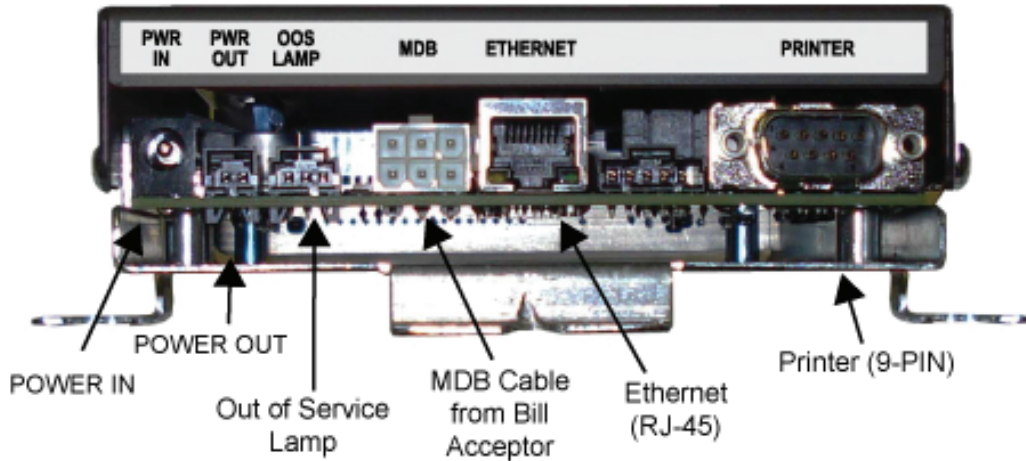 PWR IN
PWR OUT
OOS LAMP
MDB
ETHERNET
PRINTER
POWER IN
POWER OUT
Out of Service Lamp
MDB Cable from Bill Acceptor
Ethernet (RJ-45)
Printer (9-PIN)